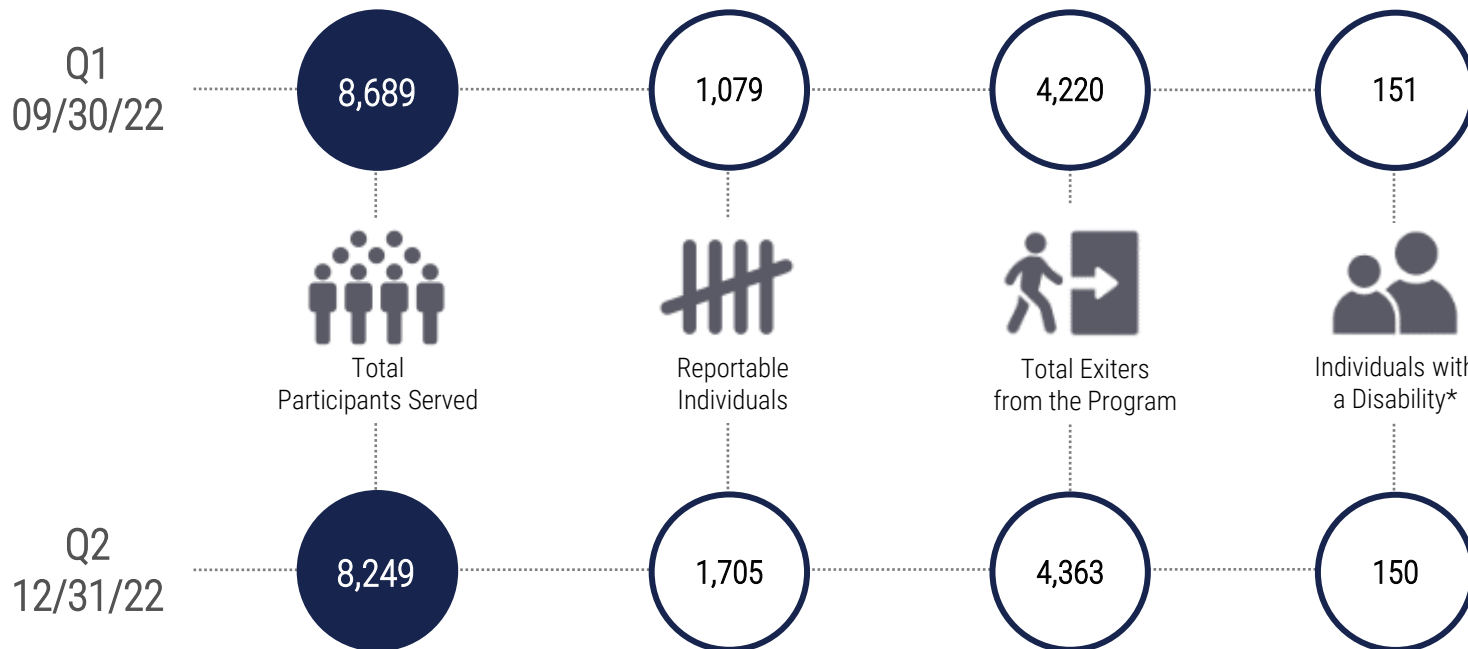 Q1
09/30/22
8,689
1,079
4,220
151
Total
Participants Served
Reportable
Individuals
Total Exiters
from the Program
Individuals with
a Disability*
Q2
12/31/22
8,249
1,705
4,363
150